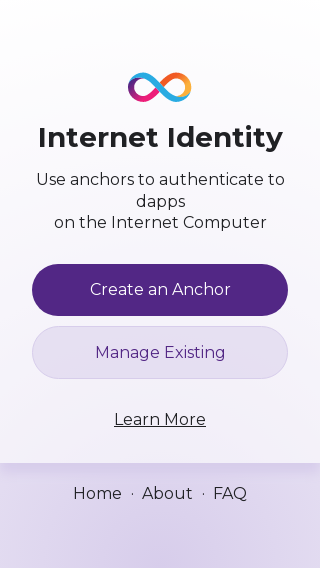 Internet Identity
Use anchors to authenticate to
dapps
on the Internet Computer
Create an Anchor
Manage Existing
Learn More
Home · About · FAQ